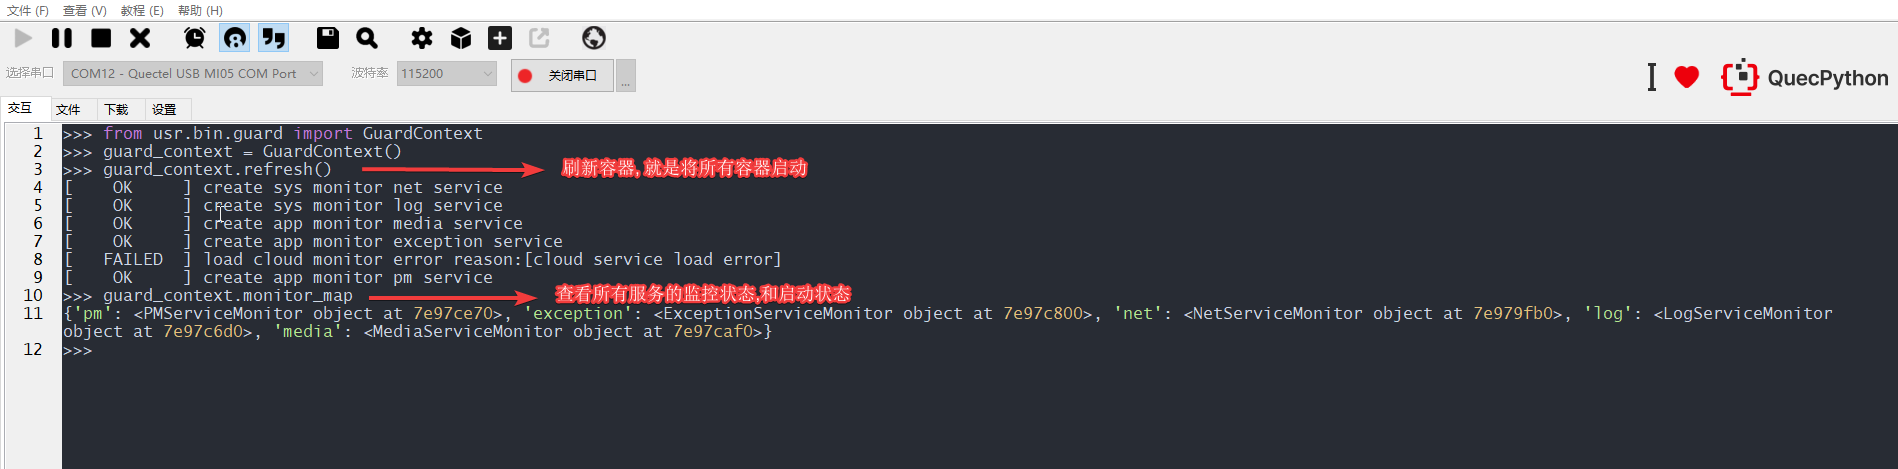 文件 (F) 查看 (V) 教程 (E) 帮助 (H)
选择串口 COM12 - Quectel USB MI05 COM Port 波特率 115200 关闭串口 ...
I QuecPython
交互 文件 下载 设置
1 >>> from usr.bin.guard import GuardContext
2 >>> guard_context = GuardContext()
3 >>> guard_context.refresh() 刷新容器, 就是将所有容器启动
4 [ OK ] create sys monitor net service
5 [ OK ] create sys monitor log service
6 [ OK ] create app monitor media service
7 [ OK ] create app monitor exception service
8 [ FAILED ] load cloud monitor error reason:[cloud service load error]
9 [ OK ] create app monitor pm service
10 >>> guard_context.monitor_map 查看所有服务的监控状态,和启动状态
11 {'pm': <PMServiceMonitor object at 7e97ce70>, 'exception': <ExceptionServiceMonitor object at 7e97c800>, 'net': <NetServiceMonitor object at 7e979fb0>, 'log': <LogServiceMonitor
object at 7e97c6d0>, 'media': <MediaServiceMonitor object at 7e97caf0>}
12 >>>